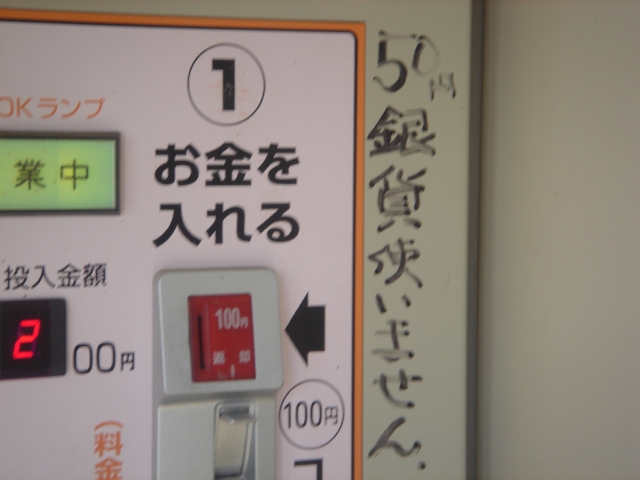 1
OKランプ
業中
お金を
入れる
投入金額
2
00円
100円
返却
100円
コ
(料金
50円銀貨使いません.